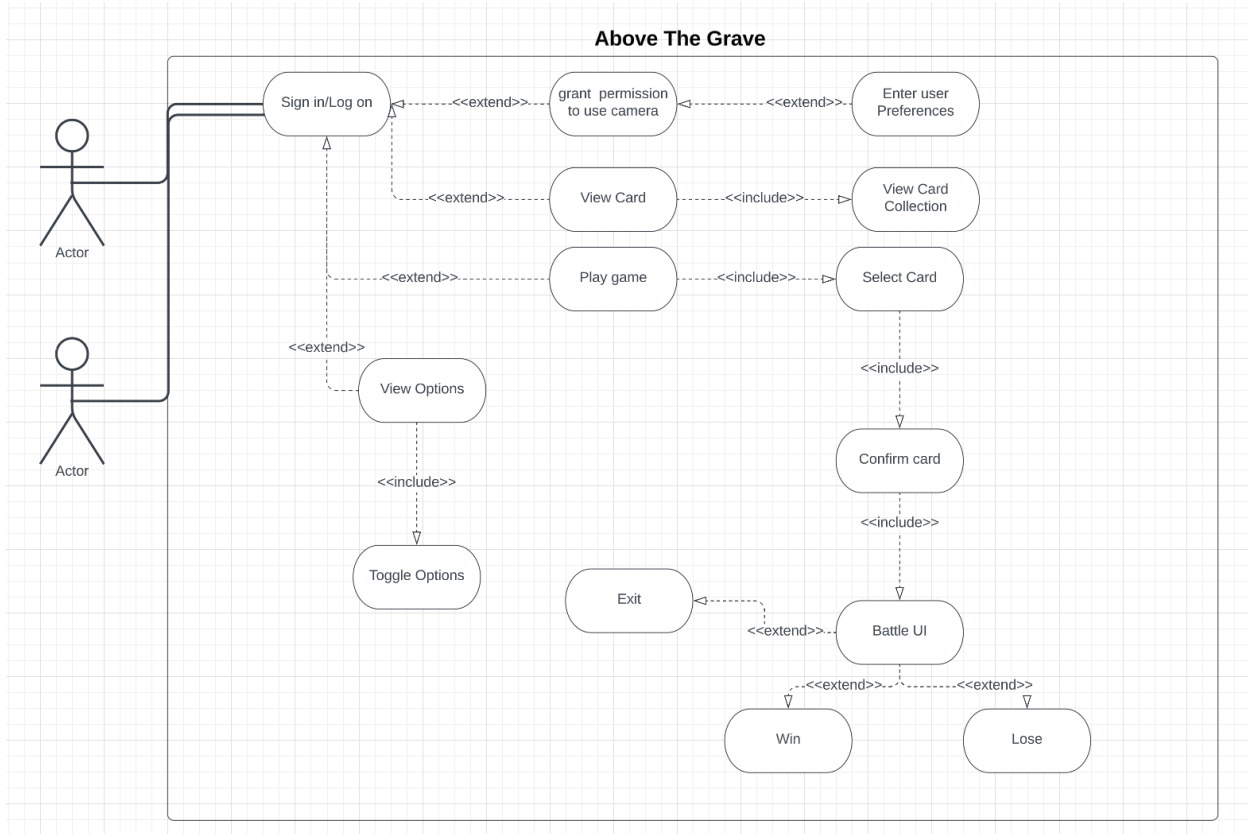 Above The Grave
Sign in/Log on
<<extend>>
grant  permission
to use camera
<<extend>>
Enter user
Preferences
<<extend>>
View Card
<<include>>
View Card
Collection
<<extend>>
Play game
<<include>>
Select Card
Actor
<<extend>>
View Options
<<include>>
Confirm card
Actor
<<include>>
<<include>>
Toggle Options
Exit
<<extend>>
Battle UI
<<extend>>
<<extend>>
Win
Lose